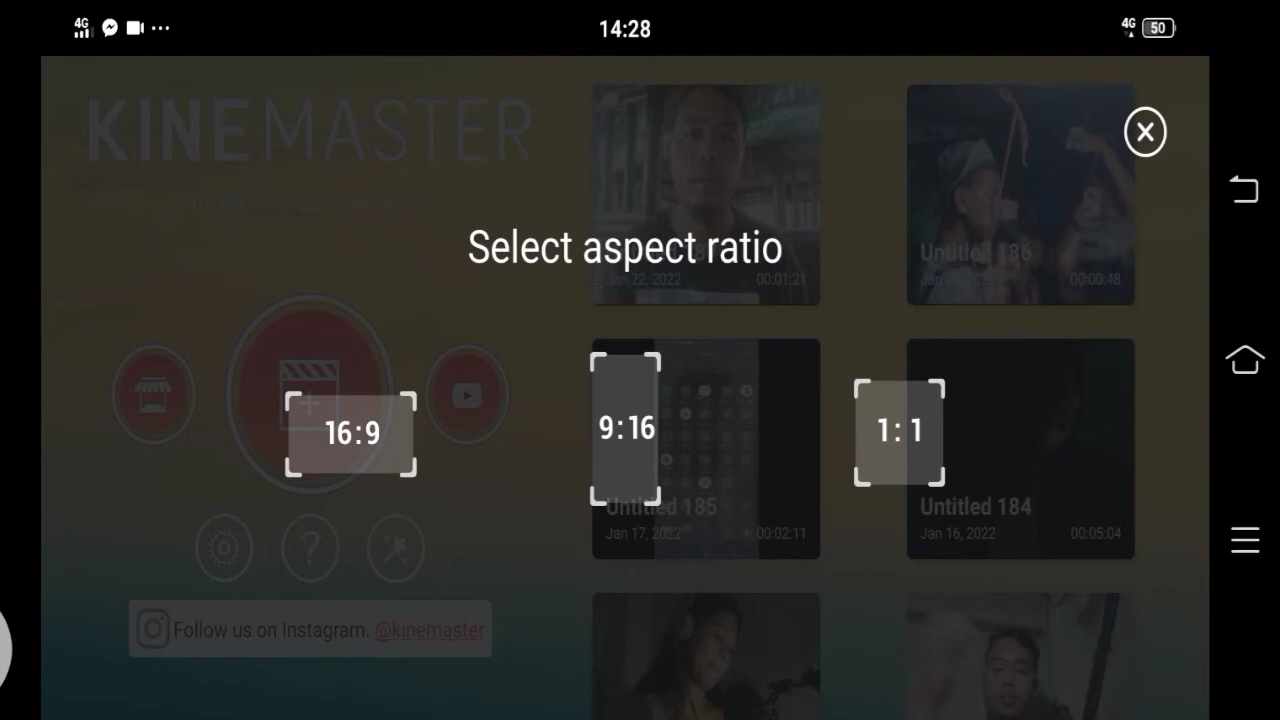 4G
14:28
4G
50
KINEMASTER
Select aspect ratio
16:9
9:16
1:1
Jan 22, 2022 00:01:21
Untitled 186
00:00:48
Untitled 185
Jan 17, 2022 00:02:11
Untitled 184
Jan 16, 2022 00:05:04
Follow us on Instagram. @kinemaster